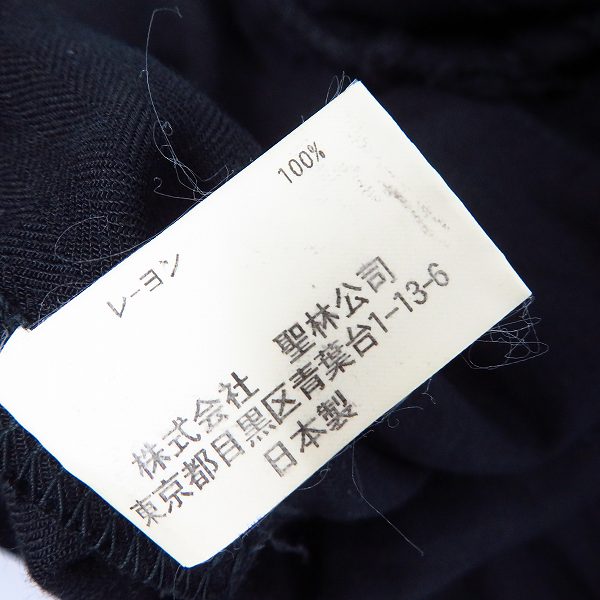 レーヨン 100%
株式会社 聖林公司
東京都目黒区青葉台1-13-6
日本製